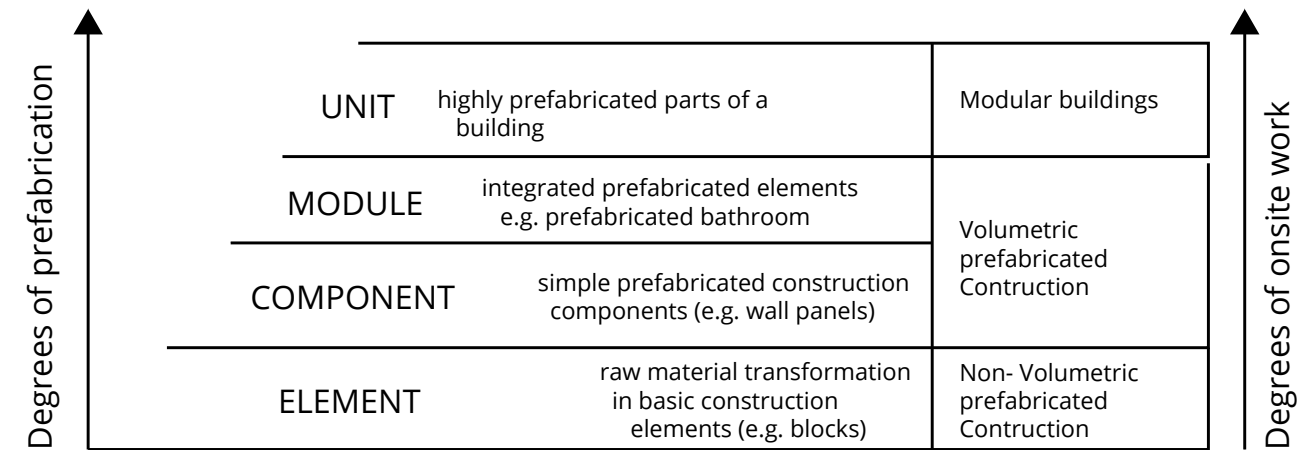 Degrees of prefabrication
UNIT
highly prefabricated parts of a
building
Modular buildings
MODULE
integrated prefabricated elements
e.g. prefabricated bathroom
COMPONENT
simple prefabricated construction
components (e.g. wall panels)
Volumetric
prefabricated
Contruction
ELEMENT
raw material transformation
in basic construction
elements (e.g. blocks)
Non- Volumetric
prefabricated
Contruction
Degrees of onsite work